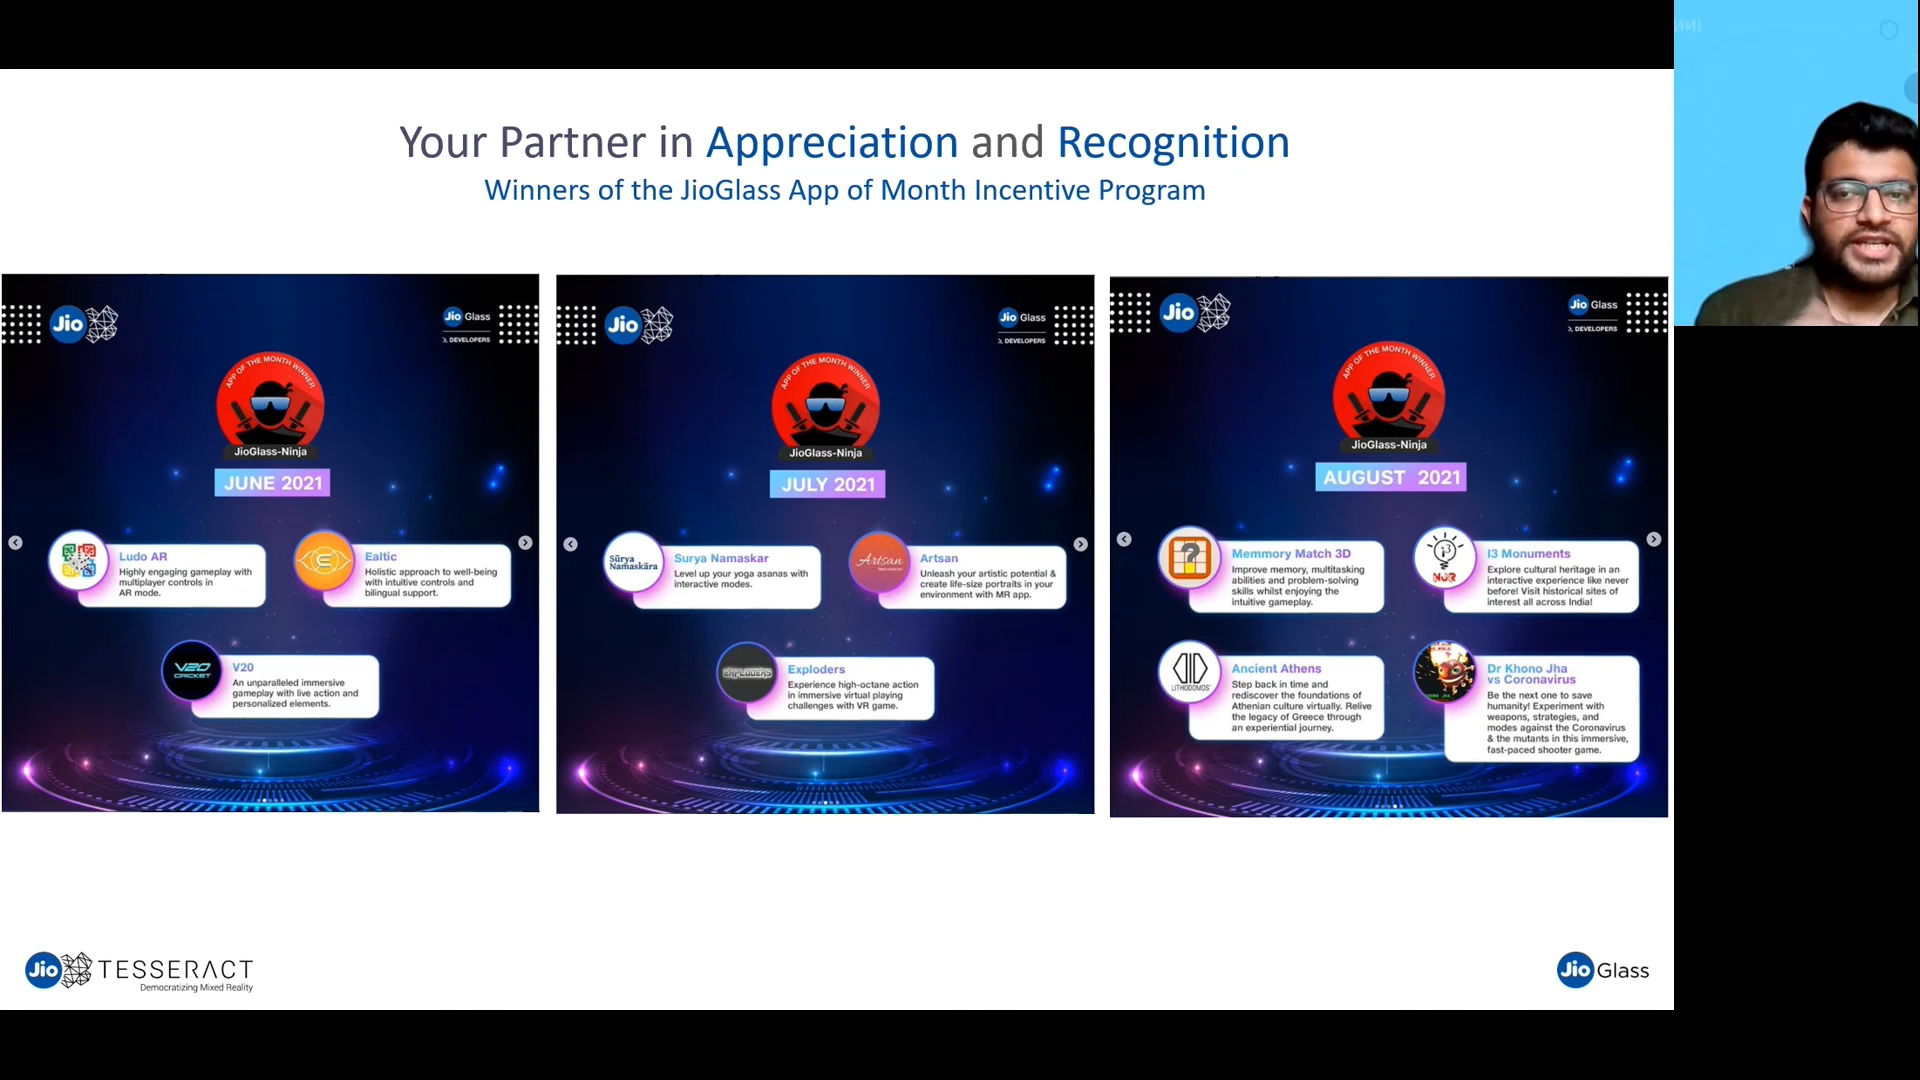 Your Partner in Appreciation and Recognition
Winners of the JioGlass App of Month Incentive Program
Jio
Jio Glass
DEVELOPERS
APP OF THE MONTH WINNER
JioGlass-Ninja
JUNE 2021
Ludo AR
Highly engaging gameplay with
multiplayer controls in
AR mode.
Ealtic
Holistic approach to well-being
with intuitive controls and
bilingual support.
V20
CRICKET
V20
An unparalleled immersive
gameplay with live action and
personalized elements.
Jio
Jio Glass
DEVELOPERS
APP OF THE MONTH WINNER
JioGlass-Ninja
JULY 2021
Sūrya
Namaskāra
Surya Namaskar
Level up your yoga asanas with
interactive modes.
Artsan
Artsan
Unleash your artistic potential &
create life-size portraits in your
environment with MR app.
EXPLODERS
Exploders
Experience high-octane action
in immersive virtual playing
challenges with VR game.
Jio
Jio Glass
DEVELOPERS
APP OF THE MONTH WINNER
JioGlass-Ninja
AUGUST 2021
?
Memmory Match 3D
Improve memory, multitasking
abilities and problem-solving
skills whilst enjoying the
intuitive gameplay.
i3
I3 Monuments
Explore cultural heritage in an
interactive experience like never
before! Visit historical sites of
interest all across India!
LITHODOMOS
Ancient Athens
Step back in time and
rediscover the foundations of
Athenian culture virtually. Relive
the legacy of Greece through
an experiential journey.
Dr Khono Jha
vs Coronavirus
Be the next one to save
humanity! Experiment with
weapons, strategies, and
modes against the Coronavirus
& the mutants in this immersive,
fast-paced shooter game.
Jio TESSERACT
Democratizing Mixed Reality
Jio Glass